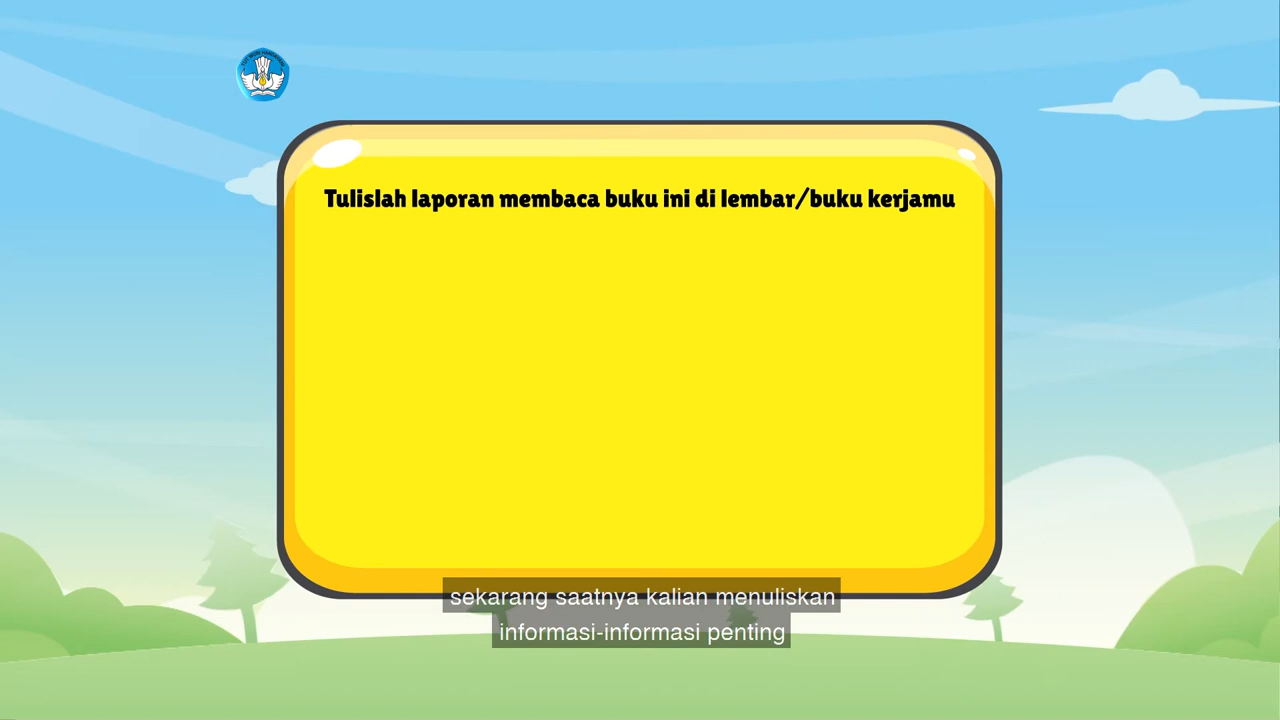 Tulislah laporan membaca buku ini di lembar/buku kerjamu
sekarang saatnya kalian menuliskan
informasi-informasi penting